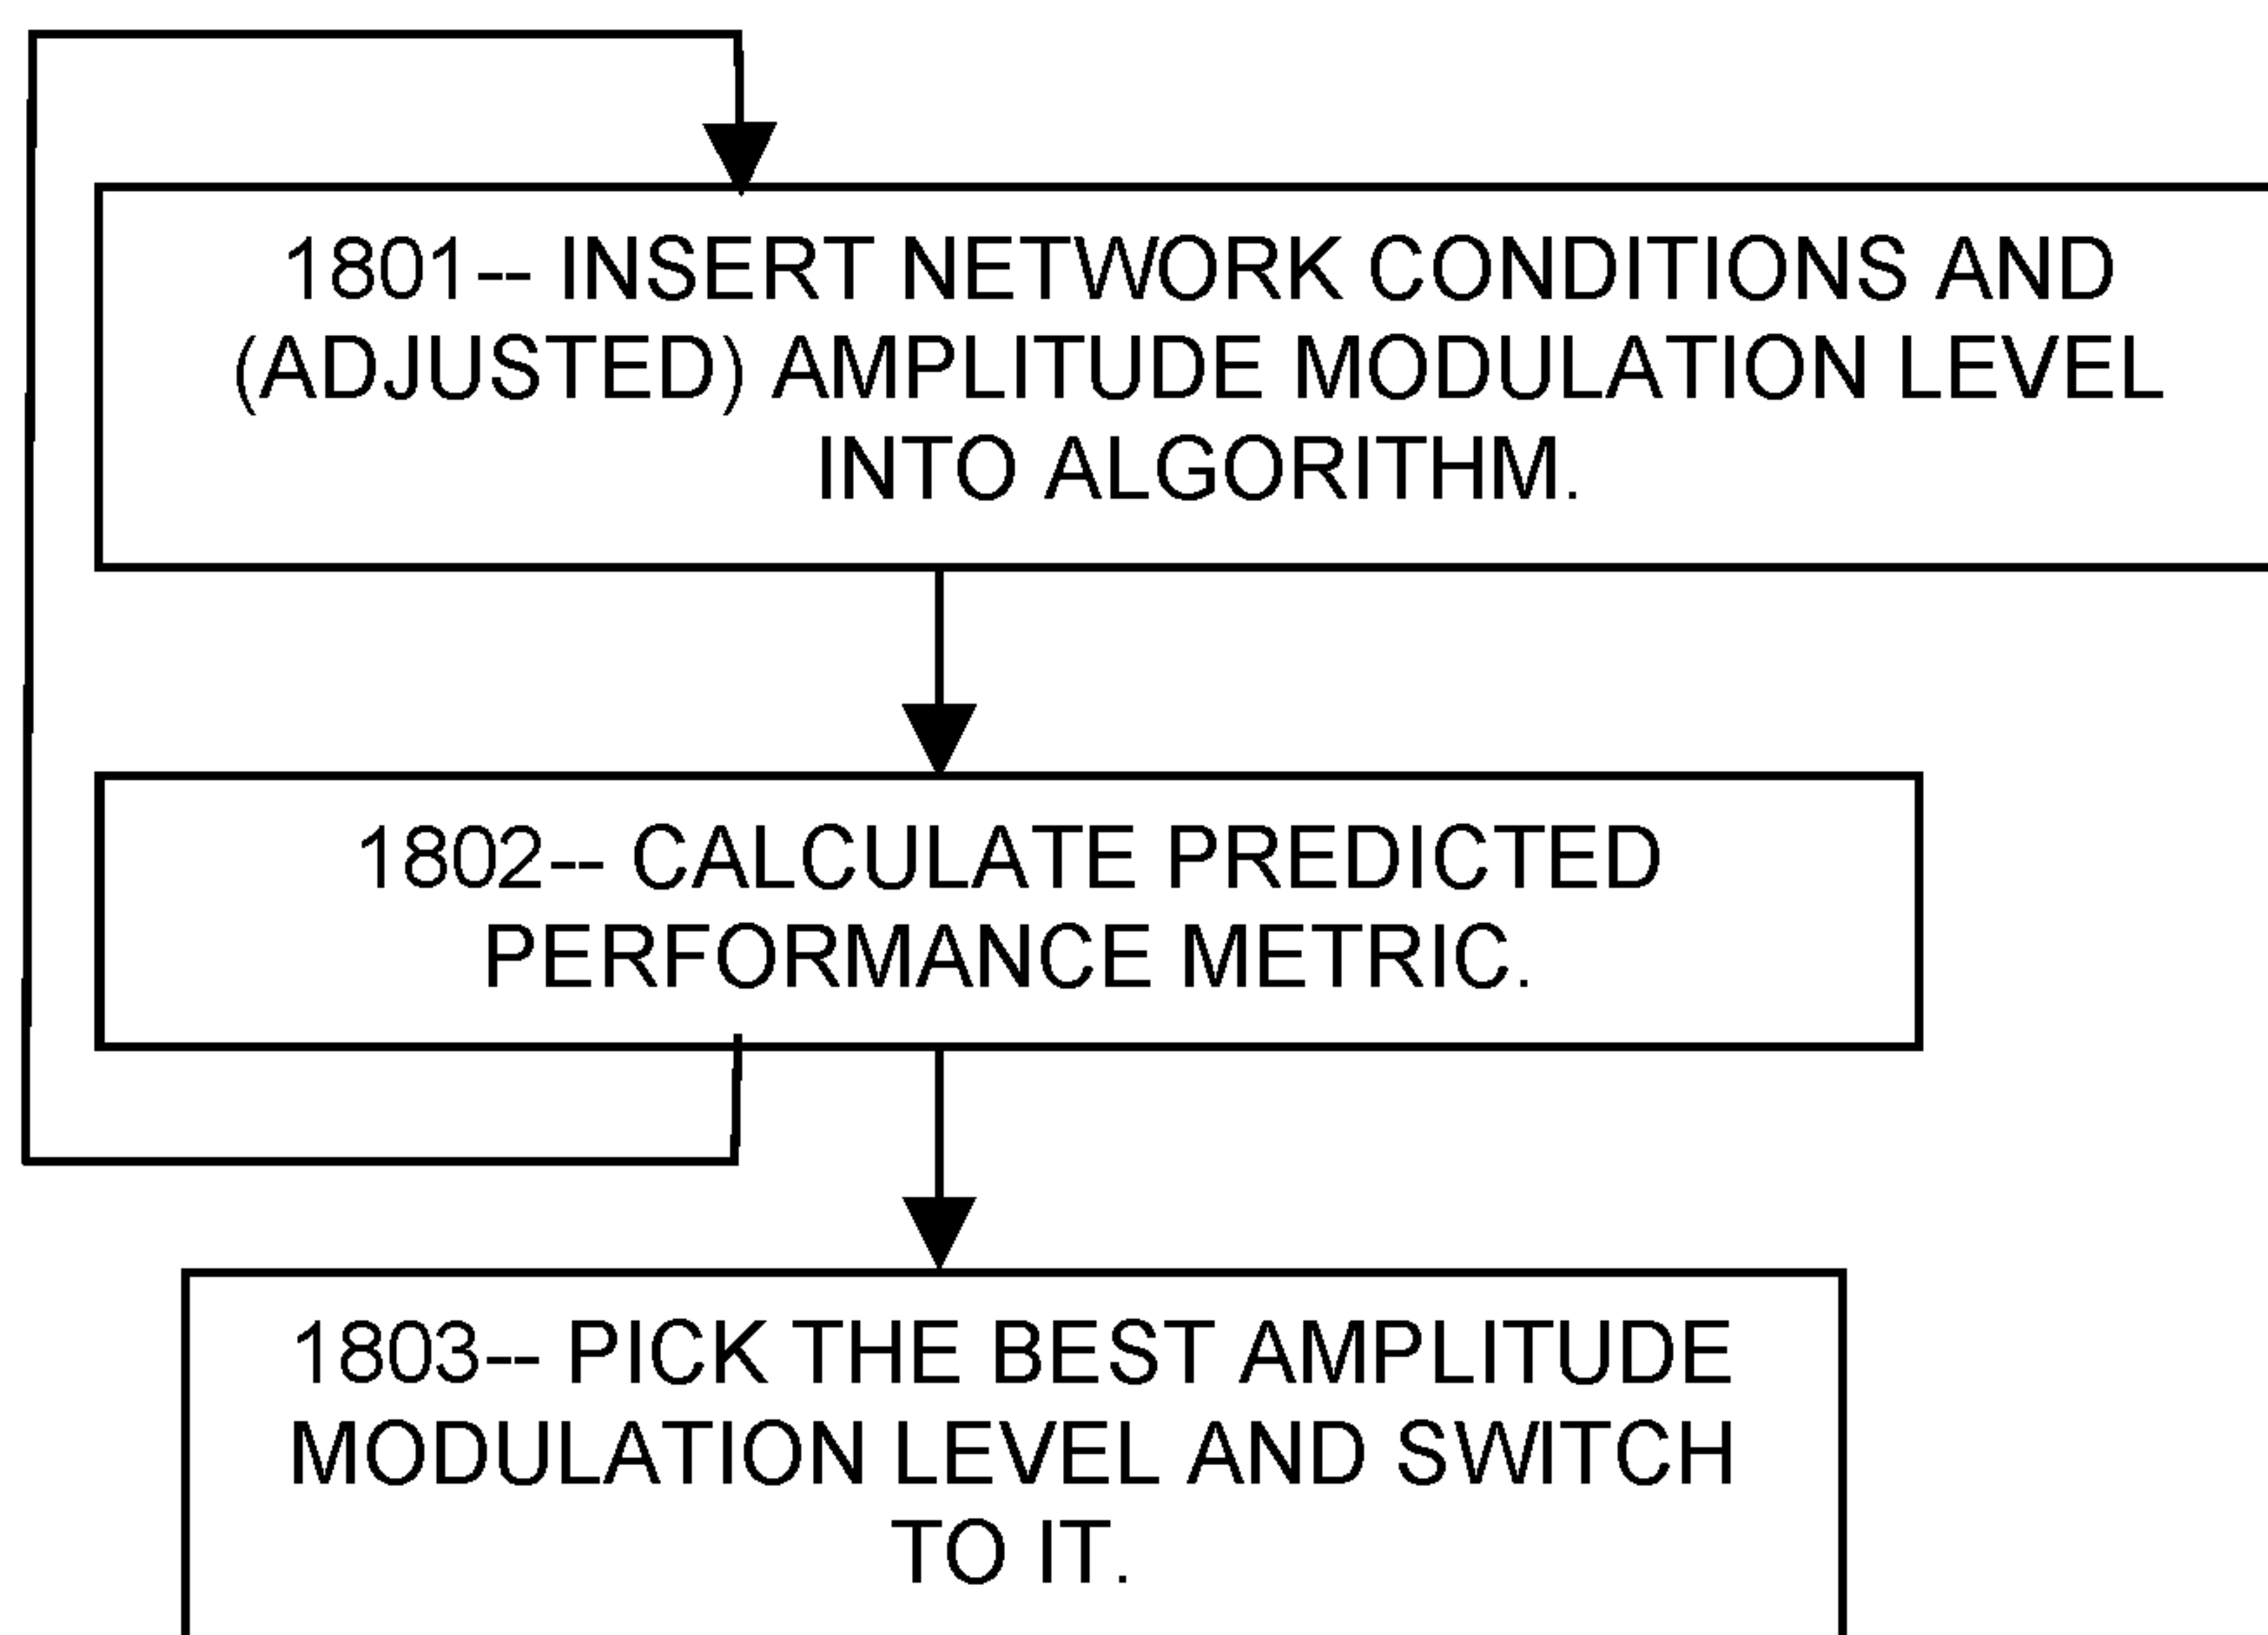 1801-- INSERT NETWORK CONDITIONS AND
(ADJUSTED) AMPLITUDE MODULATION LEVEL
INTO ALGORITHM.
1802-- CALCULATE PREDICTED
PERFORMANCE METRIC.
1803-- PICK THE BEST AMPLITUDE
MODULATION LEVEL AND SWITCH
TO IT.